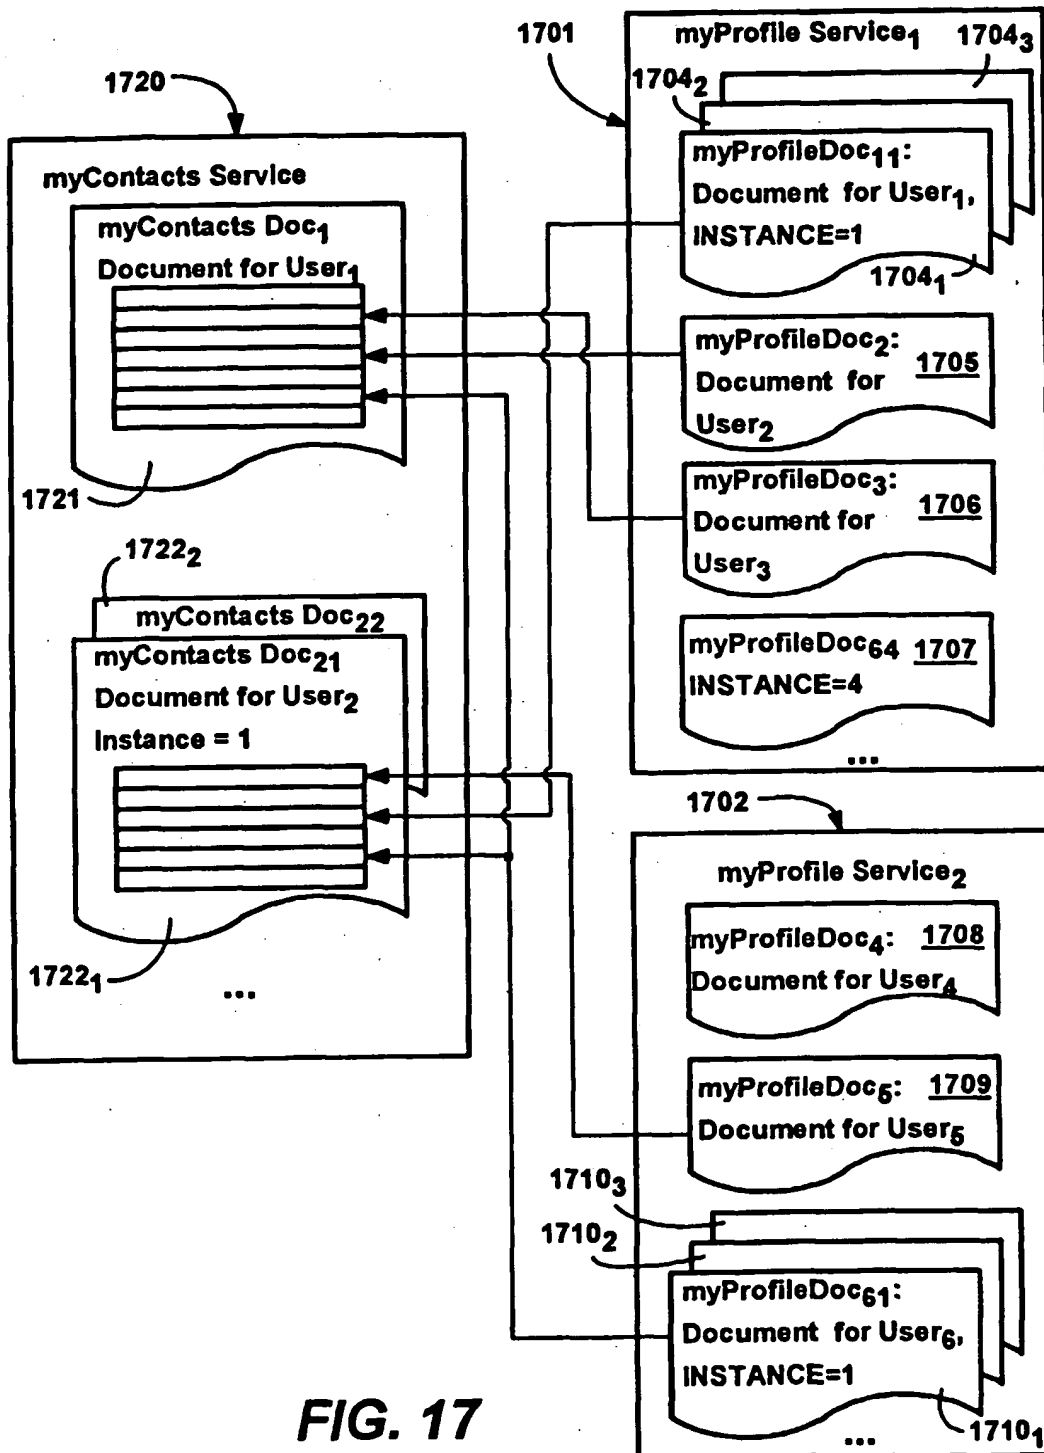 1720
myContacts Service
myContacts Doc₁
Document for User₁
1721
1722₂
myContacts Doc₂₂
myContacts Doc₂₁
Document for User₂
Instance = 1
1722₁
...
1701
myProfile Service₁
1704₃
1704₂
myProfileDoc₁₁:
Document for User₁,
INSTANCE=1
1704₁
myProfileDoc₂:
1705
Document for
User₂
myProfileDoc₃:
1706
Document for
User₃
myProfileDoc₆₄ 1707
INSTANCE=4
...
1702
myProfile Service₂
myProfileDoc₄: 1708
Document for User₄
myProfileDoc₅: 1709
Document for User₅
1710₃
1710₂
myProfileDoc₆₁:
Document for User₆,
INSTANCE=1
1710₁
...
FIG. 17